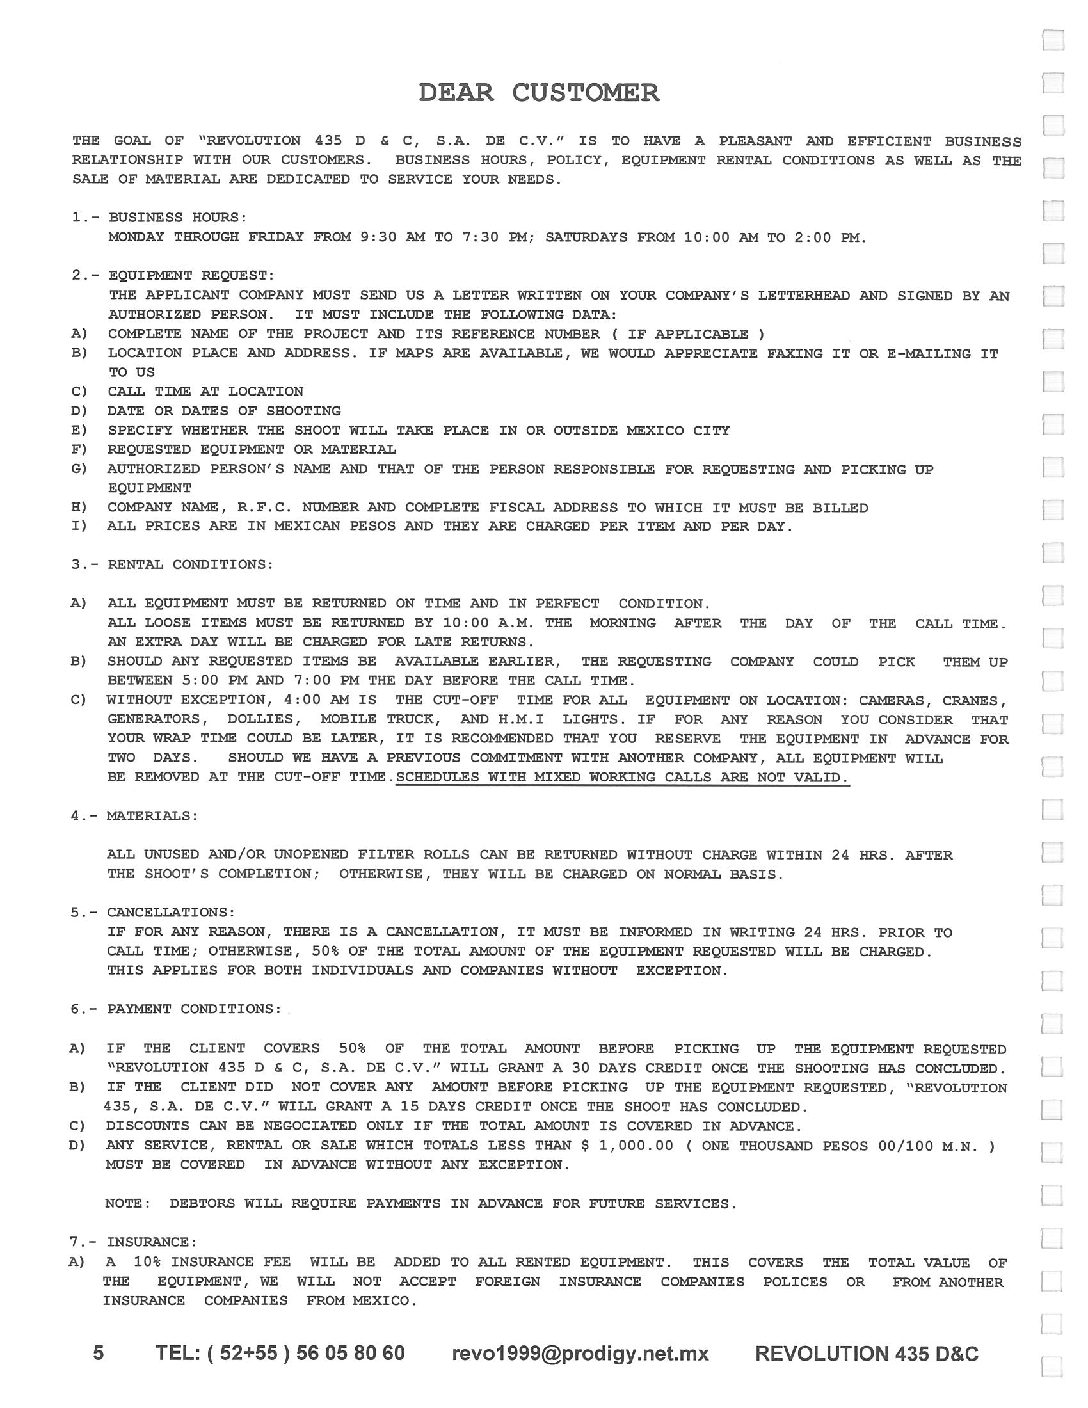 DEAR CUSTOMER
THE GOAL OF "REVOLUTION 435 D & C, S.A. DE C.V." IS TO HAVE A PLEASANT AND EFFICIENT BUSINESS
RELATIONSHIP WITH OUR CUSTOMERS. BUSINESS HOURS, POLICY, EQUIPMENT RENTAL CONDITIONS AS WELL AS THE
SALE OF MATERIAL ARE DEDICATED TO SERVICE YOUR NEEDS.
1.- BUSINESS HOURS:
MONDAY THROUGH FRIDAY FROM 9:30 AM TO 7:30 PM; SATURDAYS FROM 10:00 AM TO 2:00 PM.
2.- EQUIPMENT REQUEST:
THE APPLICANT COMPANY MUST SEND US A LETTER WRITTEN ON YOUR COMPANY'S LETTERHEAD AND SIGNED BY AN
AUTHORIZED PERSON. IT MUST INCLUDE THE FOLLOWING DATA:
A) COMPLETE NAME OF THE PROJECT AND ITS REFERENCE NUMBER ( IF APPLICABLE )
B) LOCATION PLACE AND ADDRESS. IF MAPS ARE AVAILABLE, WE WOULD APPRECIATE FAXING IT OR E-MAILING IT
TO US
C) CALL TIME AT LOCATION
D) DATE OR DATES OF SHOOTING
E) SPECIFY WHETHER THE SHOOT WILL TAKE PLACE IN OR OUTSIDE MEXICO CITY
F) REQUESTED EQUIPMENT OR MATERIAL
G) AUTHORIZED PERSON'S NAME AND THAT OF THE PERSON RESPONSIBLE FOR REQUESTING AND PICKING UP
EQUIPMENT
H) COMPANY NAME, R.F.C. NUMBER AND COMPLETE FISCAL ADDRESS TO WHICH IT MUST BE BILLED
I) ALL PRICES ARE IN MEXICAN PESOS AND THEY ARE CHARGED PER ITEM AND PER DAY.
3.- RENTAL CONDITIONS:
A) ALL EQUIPMENT MUST BE RETURNED ON TIME AND IN PERFECT CONDITION.
ALL LOOSE ITEMS MUST BE RETURNED BY 10:00 A.M. THE MORNING AFTER THE DAY OF THE CALL TIME.
AN EXTRA DAY WILL BE CHARGED FOR LATE RETURNS.
B) SHOULD ANY REQUESTED ITEMS BE AVAILABLE EARLIER, THE REQUESTING COMPANY COULD PICK THEM UP
BETWEEN 5:00 PM AND 7:00 PM THE DAY BEFORE THE CALL TIME.
C) WITHOUT EXCEPTION, 4:00 AM IS THE CUT-OFF TIME FOR ALL EQUIPMENT ON LOCATION: CAMERAS, CRANES,
GENERATORS, DOLLIES, MOBILE TRUCK, AND H.M.I LIGHTS. IF FOR ANY REASON YOU CONSIDER THAT
YOUR WRAP TIME COULD BE LATER, IT IS RECOMMENDED THAT YOU RESERVE THE EQUIPMENT IN ADVANCE FOR
TWO DAYS. SHOULD WE HAVE A PREVIOUS COMMITMENT WITH ANOTHER COMPANY, ALL EQUIPMENT WILL
BE REMOVED AT THE CUT-OFF TIME.SCHEDULES WITH MIXED WORKING CALLS ARE NOT VALID.
4.- MATERIALS:
ALL UNUSED AND/OR UNOPENED FILTER ROLLS CAN BE RETURNED WITHOUT CHARGE WITHIN 24 HRS. AFTER
THE SHOOT'S COMPLETION; OTHERWISE, THEY WILL BE CHARGED ON NORMAL BASIS.
5.- CANCELLATIONS:
IF FOR ANY REASON, THERE IS A CANCELLATION, IT MUST BE INFORMED IN WRITING 24 HRS. PRIOR TO
CALL TIME; OTHERWISE, 50% OF THE TOTAL AMOUNT OF THE EQUIPMENT REQUESTED WILL BE CHARGED.
THIS APPLIES FOR BOTH INDIVIDUALS AND COMPANIES WITHOUT EXCEPTION.
6.- PAYMENT CONDITIONS:
A) IF THE CLIENT COVERS 50% OF THE TOTAL AMOUNT BEFORE PICKING UP THE EQUIPMENT REQUESTED
"REVOLUTION 435 D & C, S.A. DE C.V." WILL GRANT A 30 DAYS CREDIT ONCE THE SHOOTING HAS CONCLUDED.
B) IF THE CLIENT DID NOT COVER ANY AMOUNT BEFORE PICKING UP THE EQUIPMENT REQUESTED, "REVOLUTION
435, S.A. DE C.V." WILL GRANT A 15 DAYS CREDIT ONCE THE SHOOT HAS CONCLUDED.
C) DISCOUNTS CAN BE NEGOCIATED ONLY IF THE TOTAL AMOUNT IS COVERED IN ADVANCE.
D) ANY SERVICE, RENTAL OR SALE WHICH TOTALS LESS THAN $ 1,000.00 ( ONE THOUSAND PESOS 00/100 M.N. )
MUST BE COVERED IN ADVANCE WITHOUT ANY EXCEPTION.
NOTE: DEBTORS WILL REQUIRE PAYMENTS IN ADVANCE FOR FUTURE SERVICES.
7.- INSURANCE:
A) A 10% INSURANCE FEE WILL BE ADDED TO ALL RENTED EQUIPMENT. THIS COVERS THE TOTAL VALUE OF
THE EQUIPMENT, WE WILL NOT ACCEPT FOREIGN INSURANCE COMPANIES POLICES OR FROM ANOTHER
INSURANCE COMPANIES FROM MEXICO.
5 TEL: ( 52+55 ) 56 05 80 60 revo1999@prodigy.net.mx REVOLUTION 435 D&C